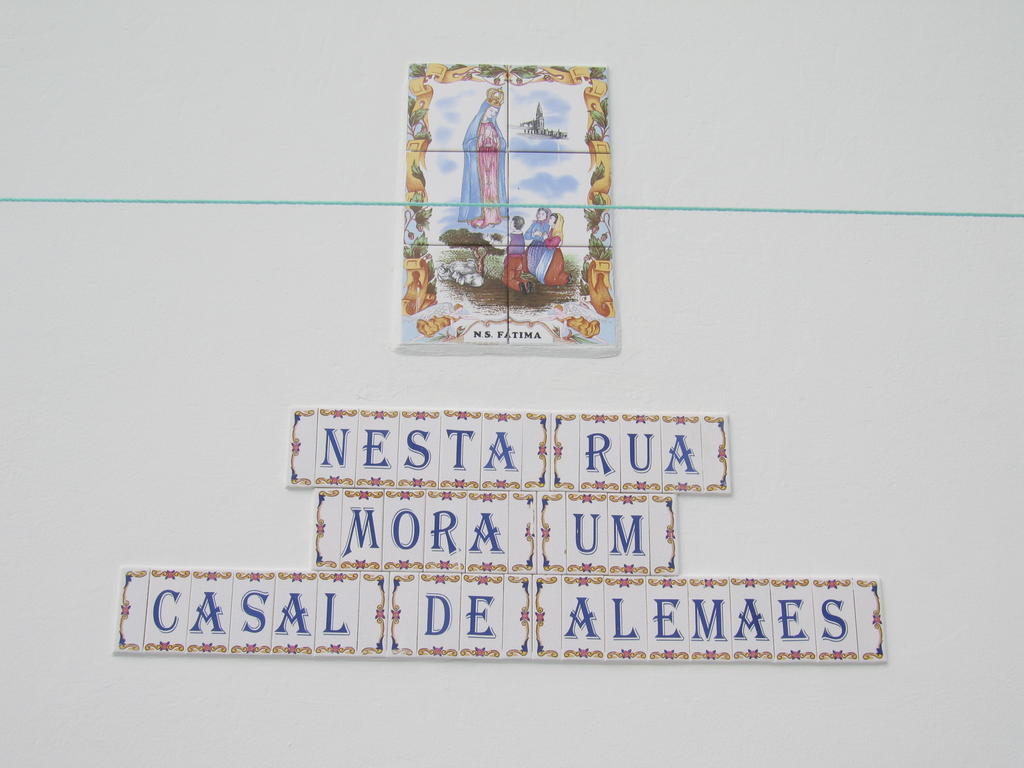 N.S. FATIMA
NESTA RUA
MORA UM
CASAL DE ALEMAES